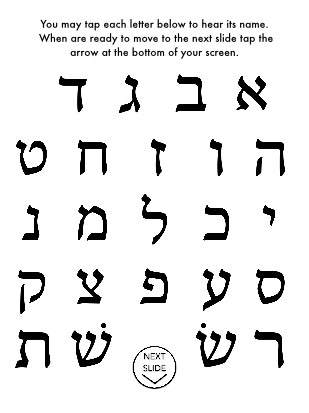 You may tap each letter below to hear its name.
When are ready to move to the next slide tap the
arrow at the bottom of your screen.
א ב ג ד
ה ו ז ח ט
י כ ל מ נ
ס ע פ צ ק
ר שׂ שׁ ת
NEXT
SLIDE